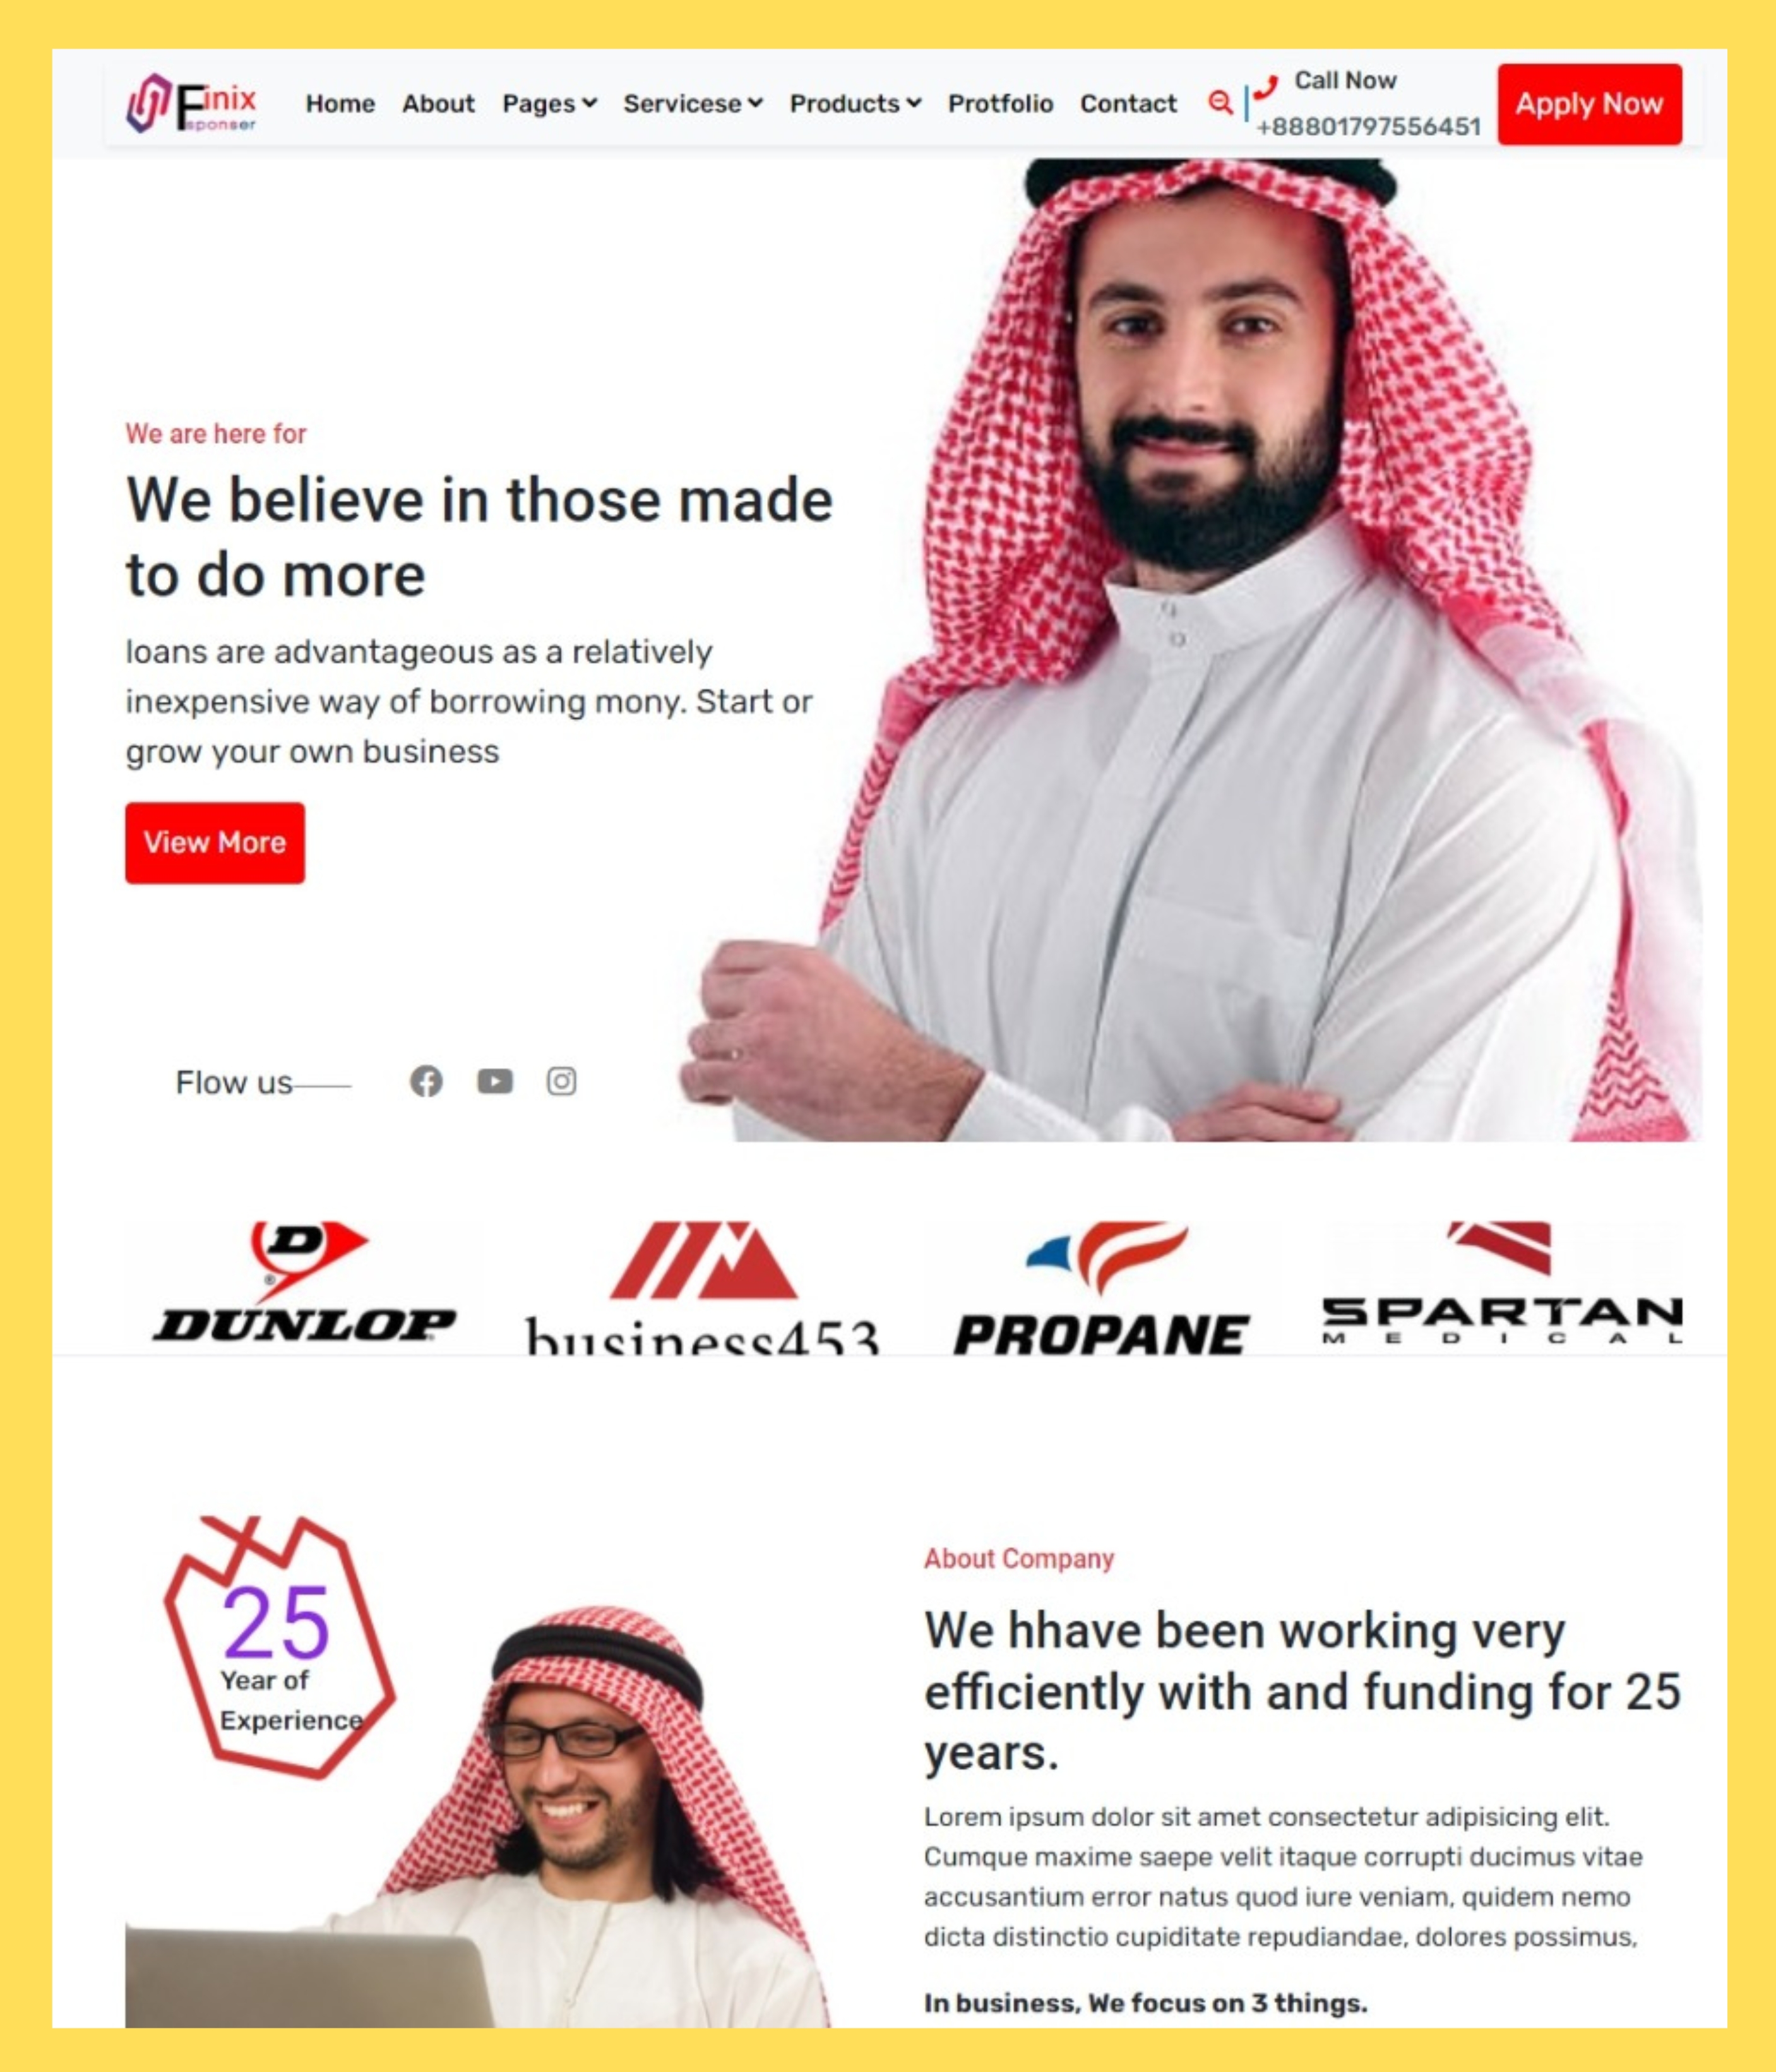 Finix
sponser
Home About Pages Servicese Products Protfolio Contact
Call Now
+88801797556451
Apply Now
We are here for
We believe in those made
to do more
loans are advantageous as a relatively
inexpensive way of borrowing mony. Start or
grow your own business
View More
Flow us
D
®
DUNLOP
business453
PROPANE
SPARTAN
MEDICAL
25
Year of
Experience
About Company
We hhave been working very
efficiently with and funding for 25
years.
Lorem ipsum dolor sit amet consectetur adipisicing elit.
Cumque maxime saepe velit itaque corrupti ducimus vitae
accusantium error natus quod iure veniam, quidem nemo
dicta distinctio cupiditate repudiandae, dolores possimus,
In business, We focus on 3 things.